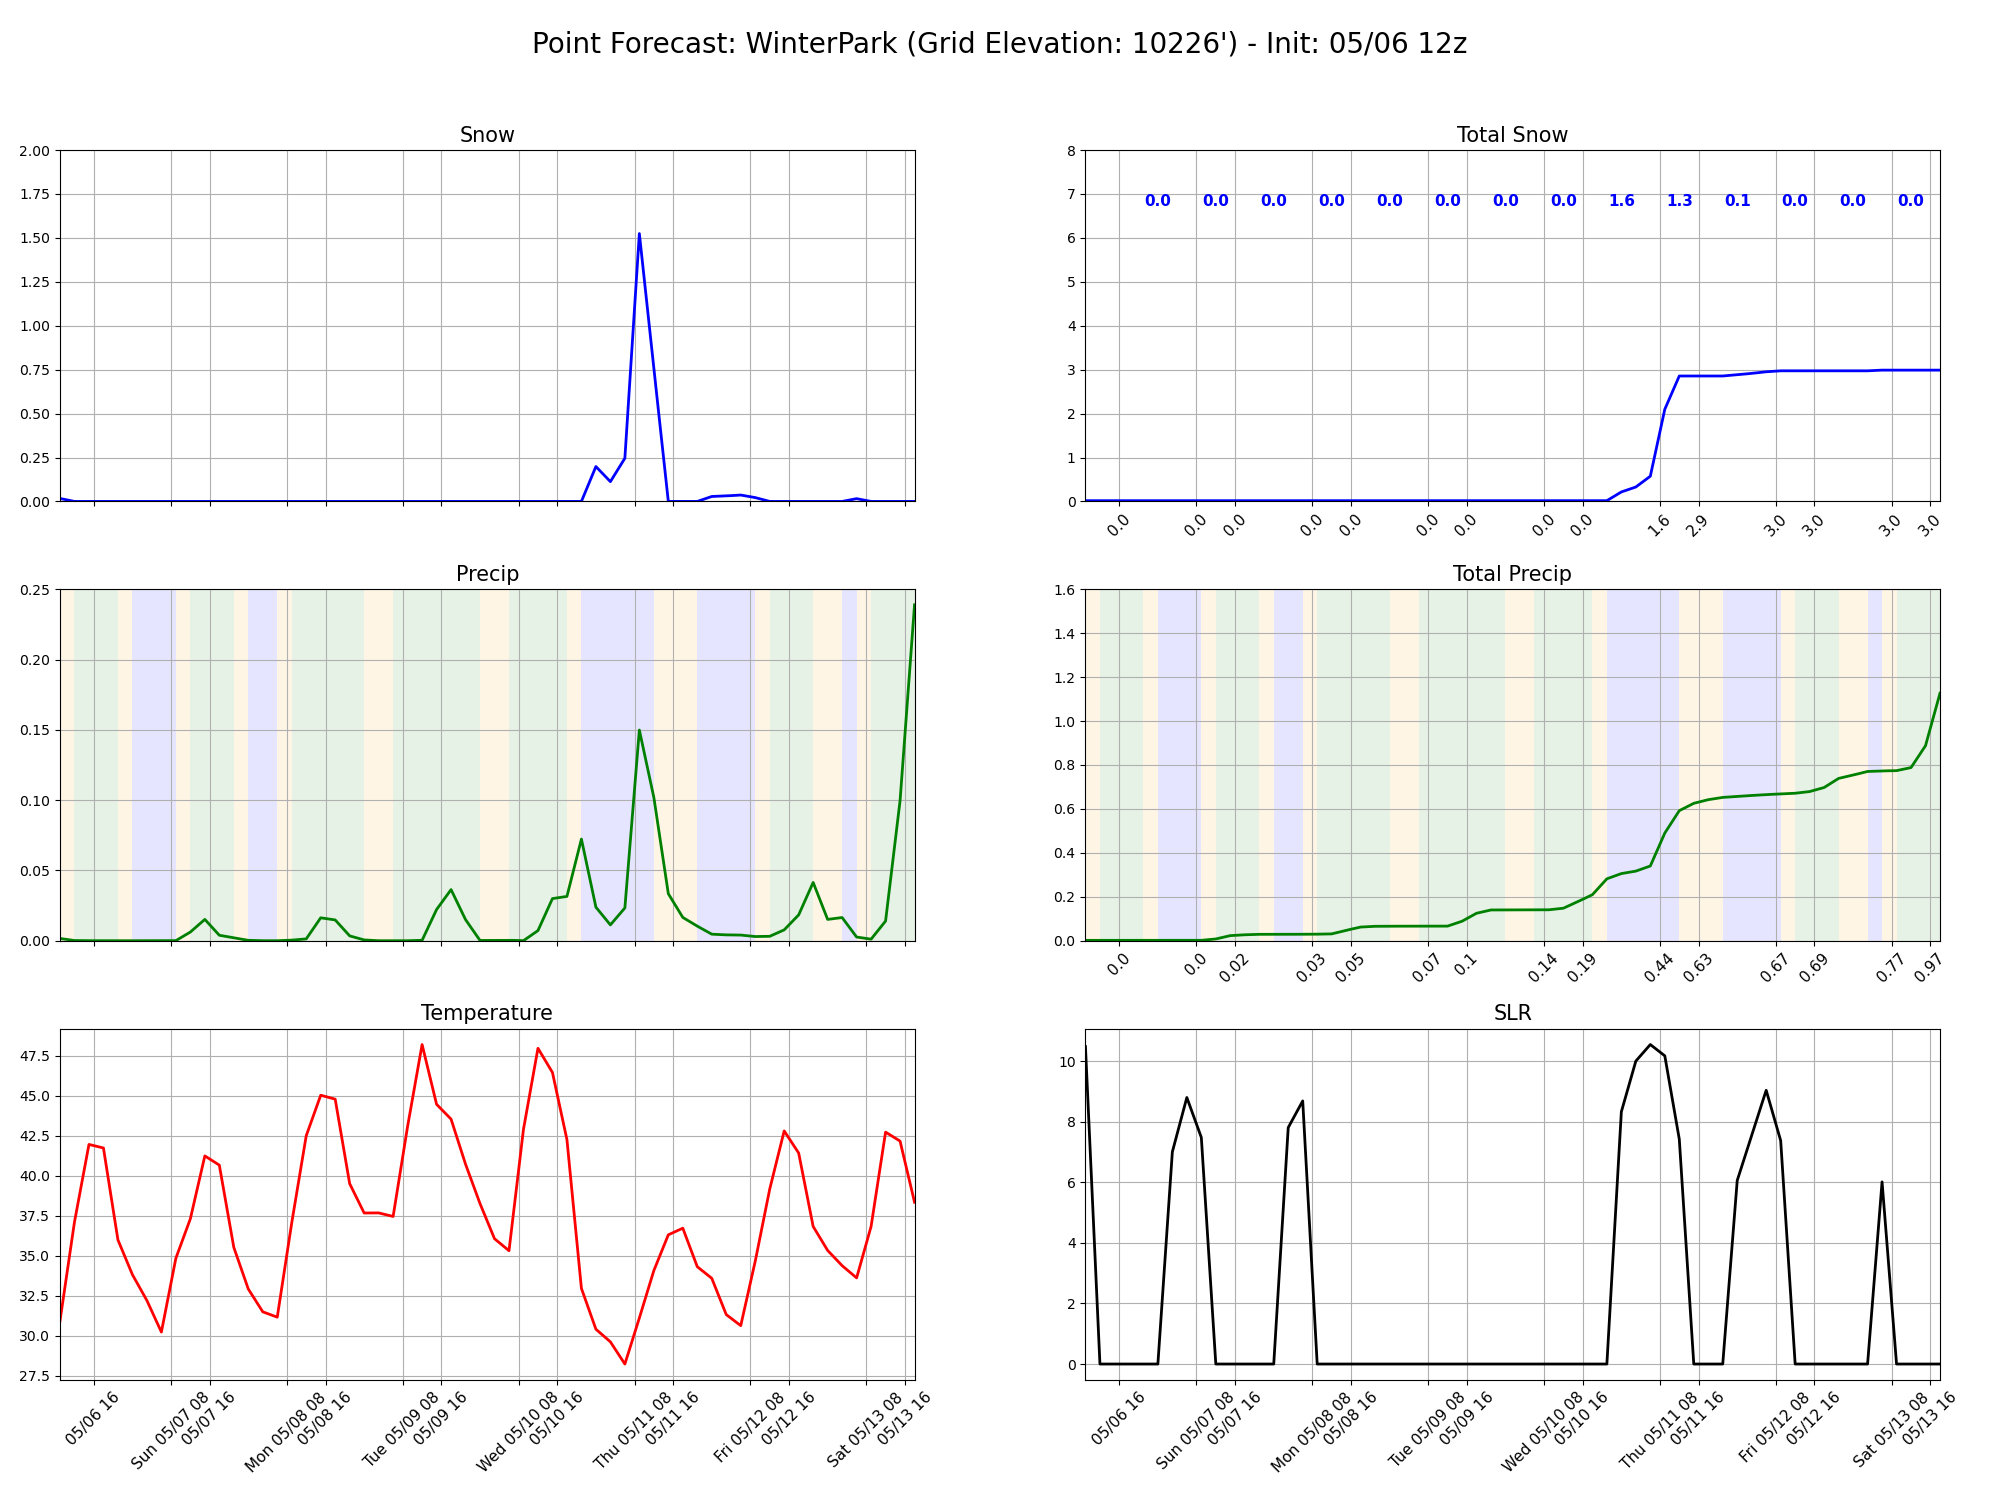 Point Forecast: WinterPark (Grid Elevation: 10226') - Init: 05/06 12z
Snow
2.00
1.75
1.50
1.25
1.00
0.75
0.50
0.25
0.00
Total Snow
8
7
6
5
4
3
2
1
0
0.0 0.0 0.0 0.0 0.0 0.0 0.0 0.0 1.6 1.3 0.1 0.0 0.0 0.0
0.0 0.0 0.0 0.0 0.0 0.0 0.0 0.0 0.0 1.6 2.9 3.0 3.0 3.0 3.0
Precip
0.25
0.20
0.15
0.10
0.05
0.00
Total Precip
1.6
1.4
1.2
1.0
0.8
0.6
0.4
0.2
0.0
0.0 0.0 0.02 0.03 0.05 0.07 0.1 0.14 0.19 0.44 0.63 0.67 0.69 0.77 0.97
Temperature
47.5
45.0
42.5
40.0
37.5
35.0
32.5
30.0
27.5
05/06 16
Sun 05/07 08
05/07 16
Mon 05/08 08
05/08 16
Tue 05/09 08
05/09 16
Wed 05/10 08
05/10 16
Thu 05/11 08
05/11 16
Fri 05/12 08
05/12 16
Sat 05/13 08
05/13 16
SLR
10
8
6
4
2
0
05/06 16
Sun 05/07 08
05/07 16
Mon 05/08 08
05/08 16
Tue 05/09 08
05/09 16
Wed 05/10 08
05/10 16
Thu 05/11 08
05/11 16
Fri 05/12 08
05/12 16
Sat 05/13 08
05/13 16